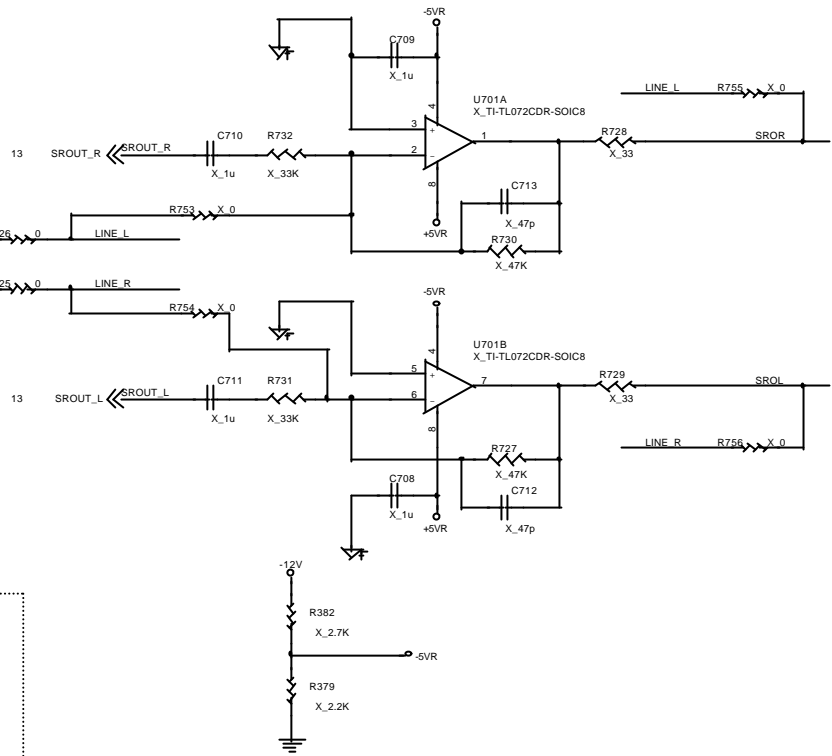 -5VR
C709
X_1u
4
U701A
X_TI-TL072CDR-SOIC8
LINE_L R755 X_0
3 +
1
R728
X_33
SROR
13 SROUT_R SROUT_R
C710
X_1u
R732
X_33K
2 −
8
C713
X_47p
R753 X_0
+5VR
26 0 LINE_L
R730
X_47K
25 0 LINE_R
R754 X_0
-5VR
4
U701B
X_TI-TL072CDR-SOIC8
5 +
7
R729
X_33
SROL
13 SROUT_L SROUT_L
C711
X_1u
R731
X_33K
6 −
8
R727
X_47K
LINE_R R756 X_0
C708
X_1u
C712
X_47p
+5VR
-12V
R382
X_2.7K
-5VR
R379
X_2.2K